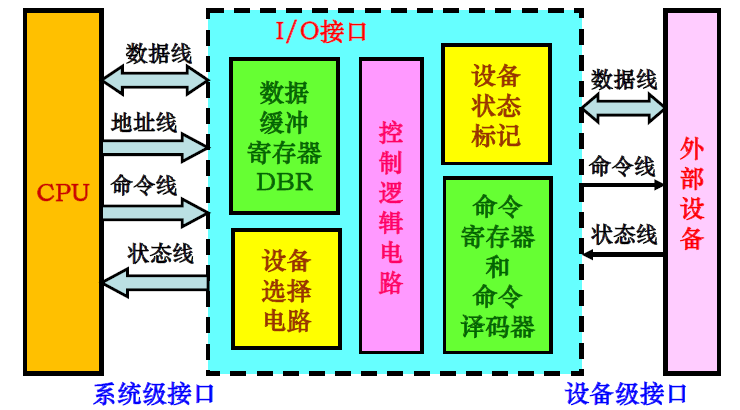 I/O接口
CPU
数据线
地址线
命令线
状态线
数据
缓冲
寄存器
DBR
设备
选择
电路
控
制
逻
辑
电
路
设备
状态
标记
命令
寄存器
和
命令
译码器
数据线
命令线
状态线
外
部
设
备
系统级接口
设备级接口